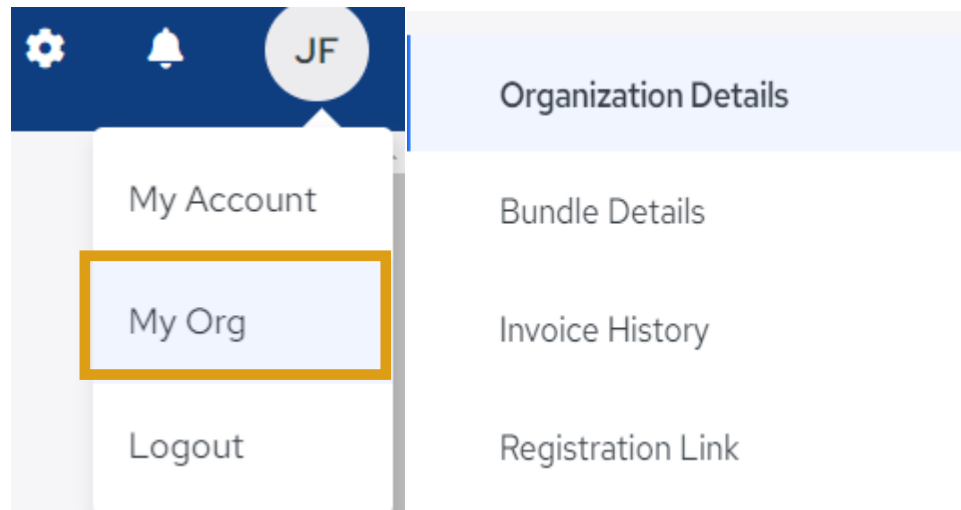 JF
My Account
My Org
Logout
Organization Details
Bundle Details
Invoice History
Registration Link